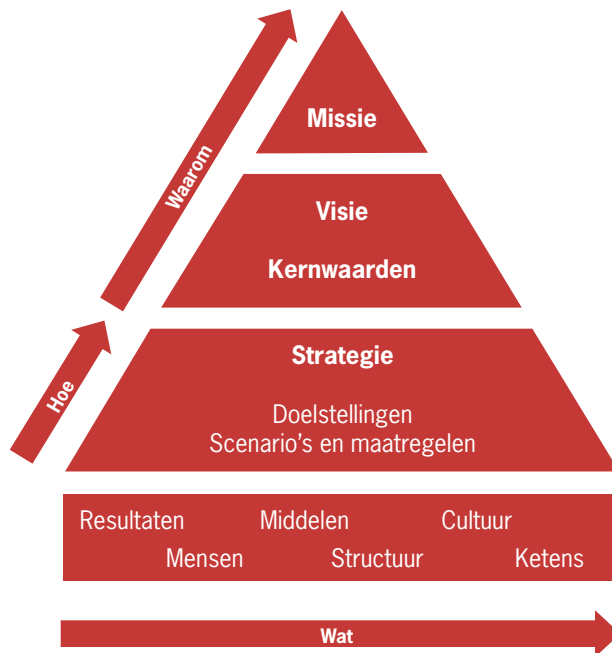 Missie
Waarom
Visie
Kernwaarden
Hoe
Strategie
Doelstellingen
Scenario's en maatregelen
Resultaten Middelen Cultuur
Mensen Structuur Ketens
Wat